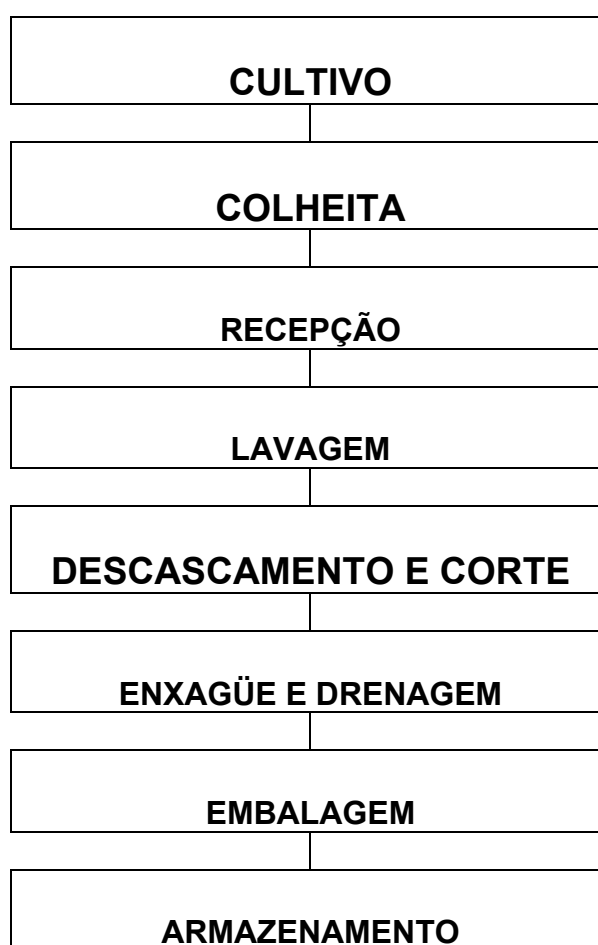 CULTIVO
COLHEITA
RECEPÇÃO
LAVAGEM
DESCASCAMENTO E CORTE
ENXAGÜE E DRENAGEM
EMBALAGEM
ARMAZENAMENTO